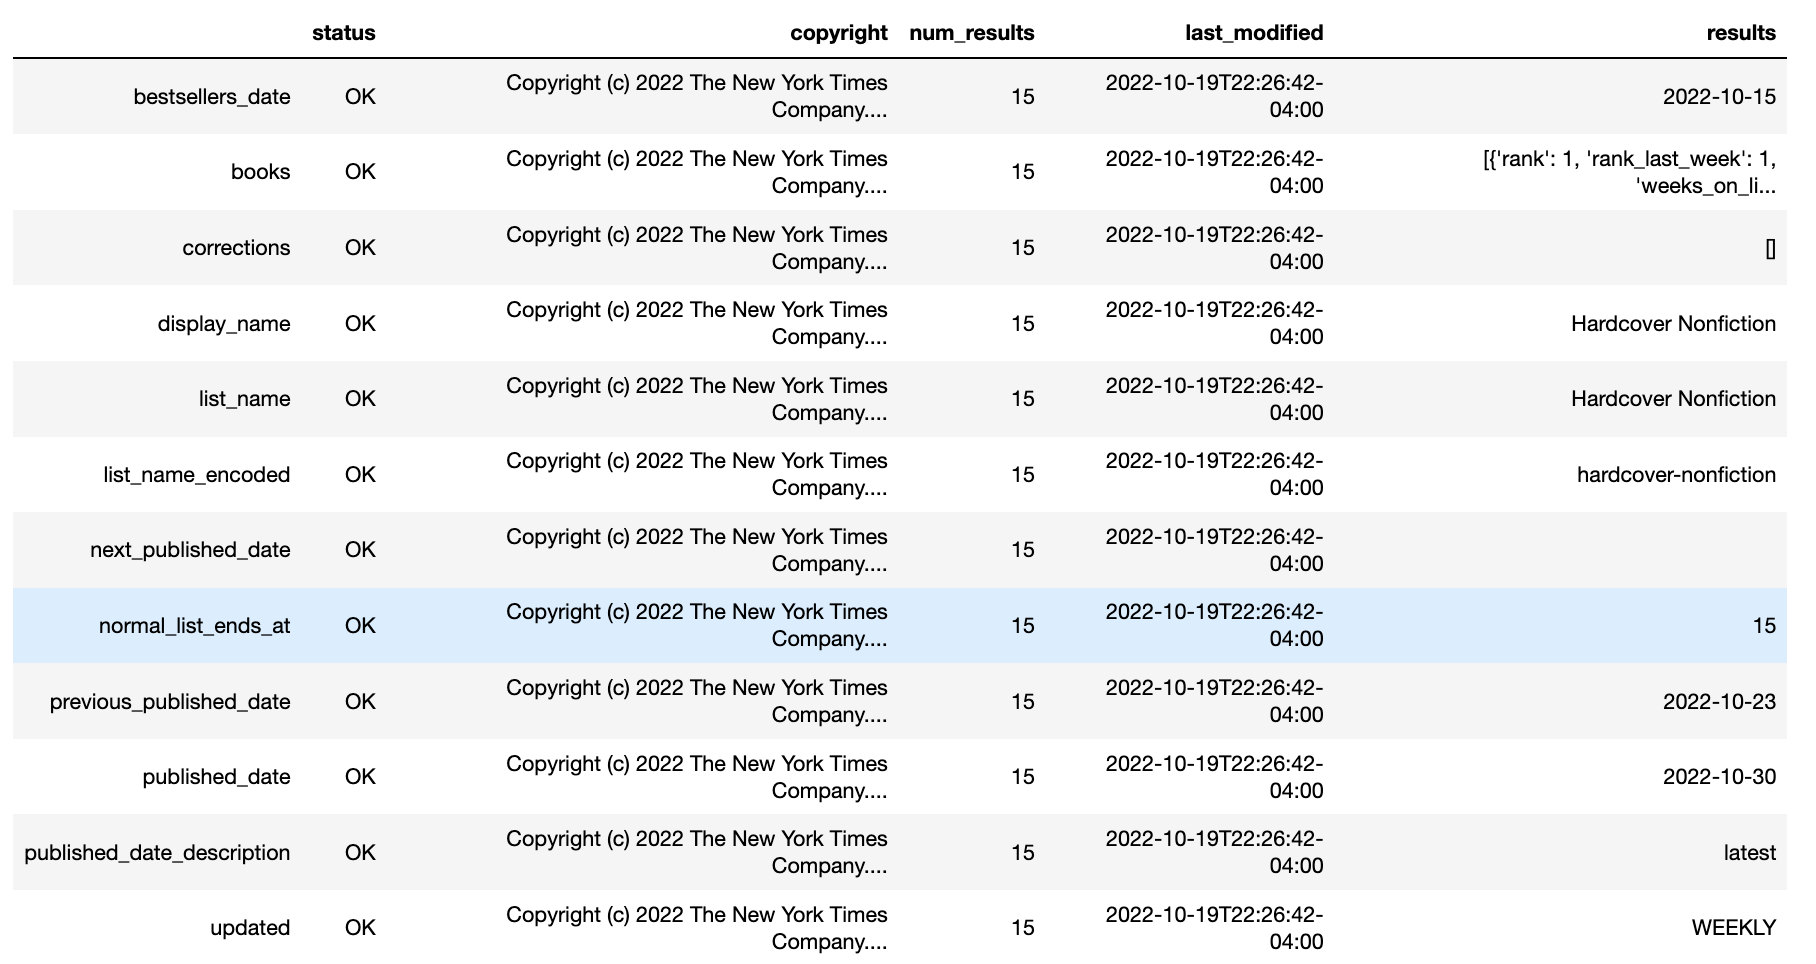 status copyright num_results last_modified results
bestsellers_date OK Copyright (c) 2022 The New York Times Company.... 15 2022-10-19T22:26:42-04:00 2022-10-15
books OK Copyright (c) 2022 The New York Times Company.... 15 2022-10-19T22:26:42-04:00 [{'rank': 1, 'rank_last_week': 1, 'weeks_on_li...
corrections OK Copyright (c) 2022 The New York Times Company.... 15 2022-10-19T22:26:42-04:00 []
display_name OK Copyright (c) 2022 The New York Times Company.... 15 2022-10-19T22:26:42-04:00 Hardcover Nonfiction
list_name OK Copyright (c) 2022 The New York Times Company.... 15 2022-10-19T22:26:42-04:00 Hardcover Nonfiction
list_name_encoded OK Copyright (c) 2022 The New York Times Company.... 15 2022-10-19T22:26:42-04:00 hardcover-nonfiction
next_published_date OK Copyright (c) 2022 The New York Times Company.... 15 2022-10-19T22:26:42-04:00
normal_list_ends_at OK Copyright (c) 2022 The New York Times Company.... 15 2022-10-19T22:26:42-04:00 15
previous_published_date OK Copyright (c) 2022 The New York Times Company.... 15 2022-10-19T22:26:42-04:00 2022-10-23
published_date OK Copyright (c) 2022 The New York Times Company.... 15 2022-10-19T22:26:42-04:00 2022-10-30
published_date_description OK Copyright (c) 2022 The New York Times Company.... 15 2022-10-19T22:26:42-04:00 latest
updated OK Copyright (c) 2022 The New York Times Company.... 15 2022-10-19T22:26:42-04:00 WEEKLY